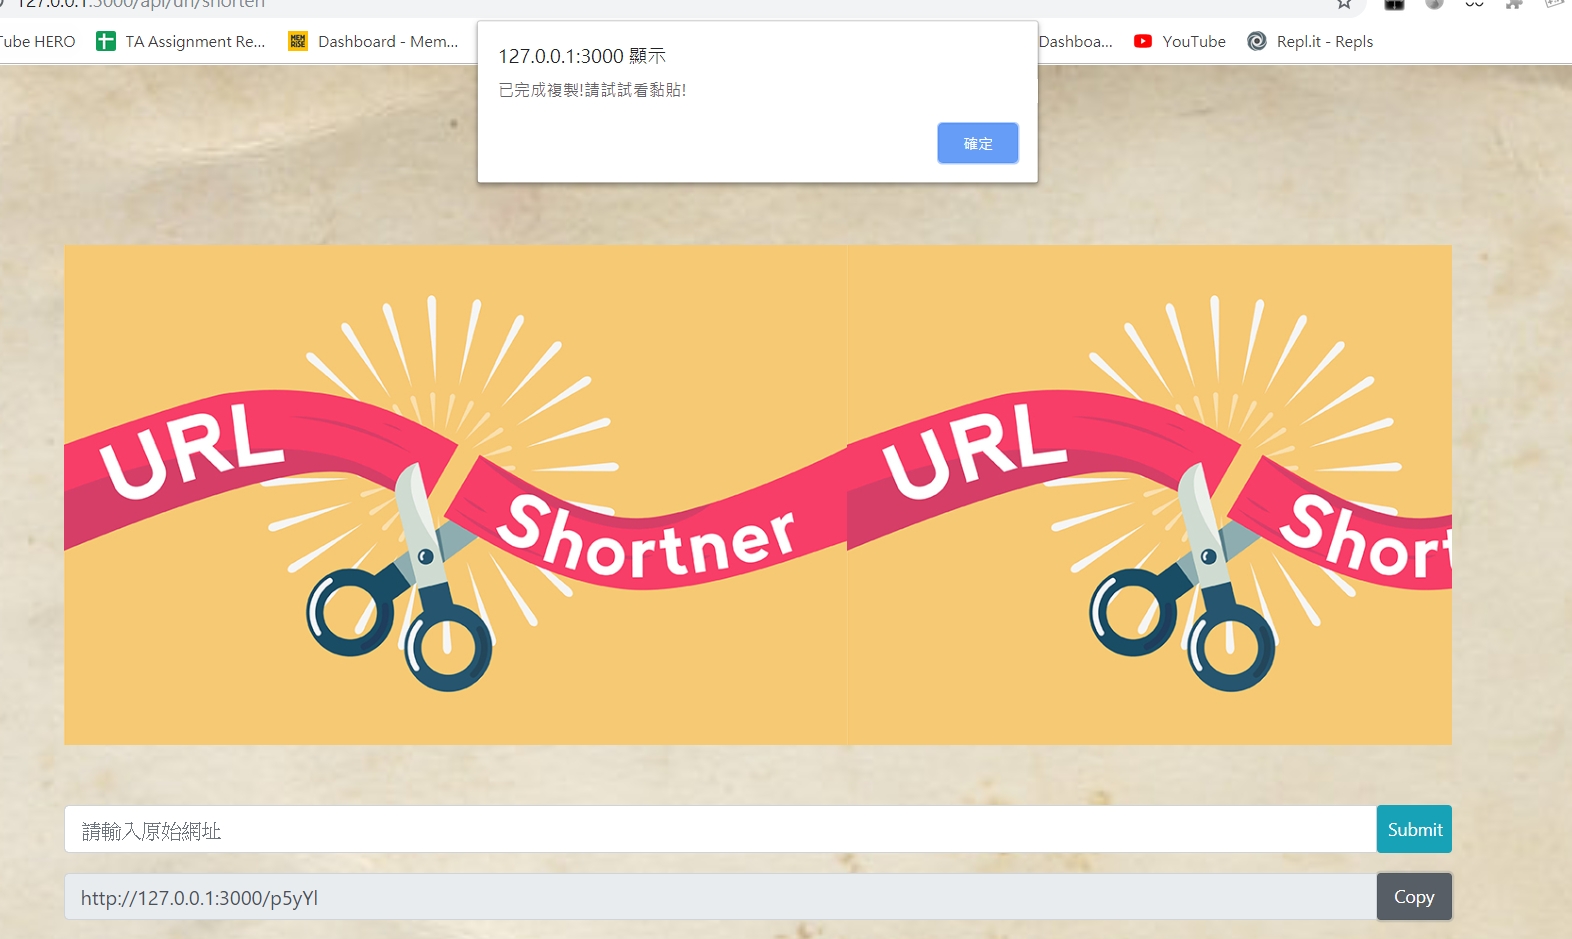 127.0.0.1:3000/api/url/shorten
Tube HERO
TA Assignment Re...
MEM
RISE
Dashboard - Mem...
Dashboa...
YouTube
Repl.it - Repls
127.0.0.1:3000 顯示
已完成複製!請試試看黏貼!
確定
URL
Shortner
URL
Short
請輸入原始網址
Submit
http://127.0.0.1:3000/p5yYl
Copy